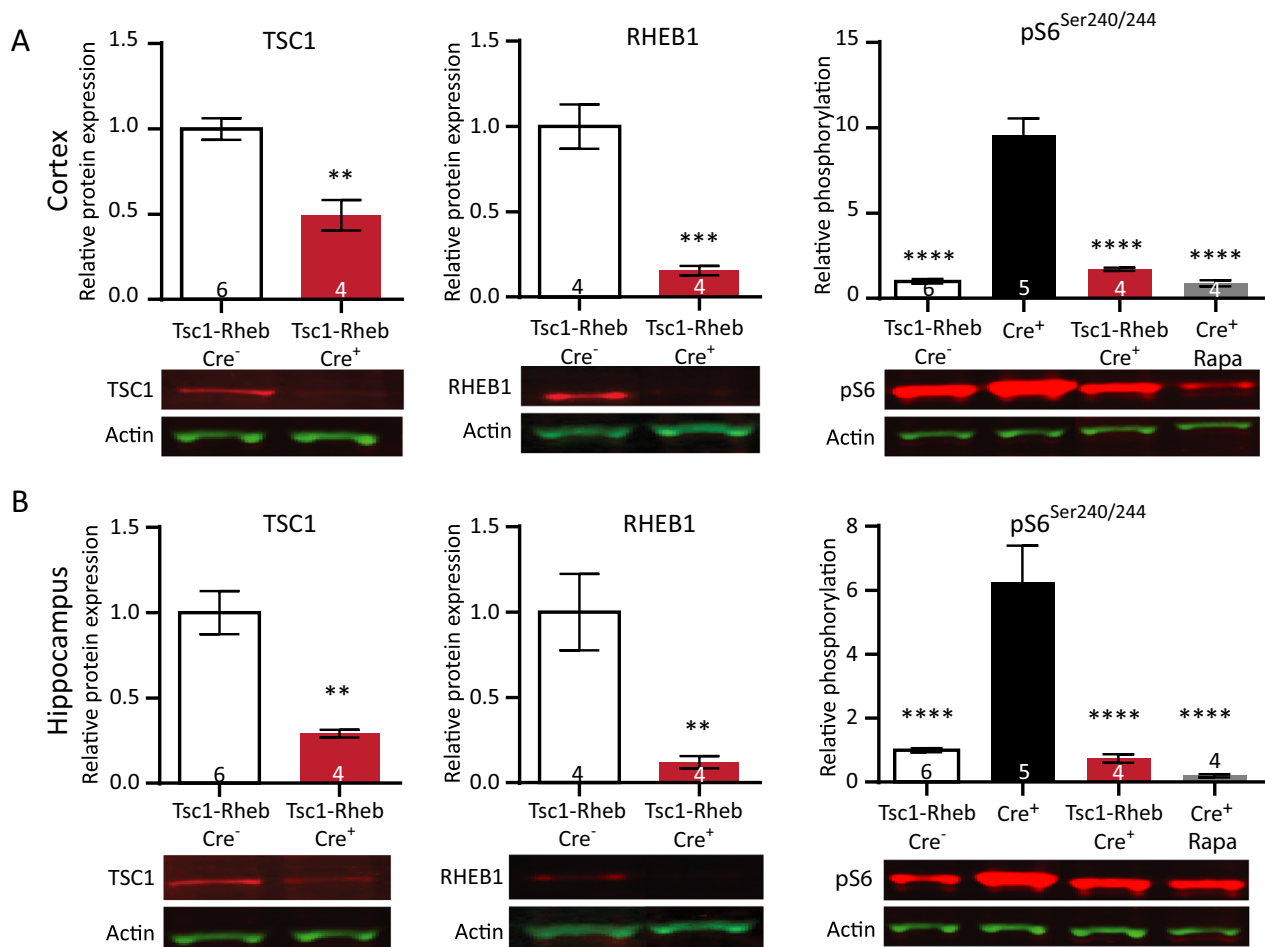 A
TSC1
Relative protein expression
Cortex
1.5
1.0
0.5
0.0
**
6
4
Tsc1-Rheb
Cre⁻
Tsc1-Rheb
Cre⁺
TSC1
Actin
RHEB1
Relative protein expression
1.5
1.0
0.5
0.0
***
4
4
Tsc1-Rheb
Cre⁻
Tsc1-Rheb
Cre⁺
RHEB1
Actin
pS6^Ser240/244
Relative phosphorylation
15
10
5
0
****
****
****
6
5
4
4
Tsc1-Rheb
Cre⁻
Cre⁺
Tsc1-Rheb
Cre⁺
Cre⁺
Rapa
pS6
Actin
B
TSC1
Relative protein expression
Hippocampus
1.5
1.0
0.5
0.0
**
6
4
Tsc1-Rheb
Cre⁻
Tsc1-Rheb
Cre⁺
TSC1
Actin
RHEB1
Relative protein expression
1.5
1.0
0.5
0.0
**
4
4
Tsc1-Rheb
Cre⁻
Tsc1-Rheb
Cre⁺
RHEB1
Actin
pS6^Ser240/244
Relative phosphorylation
8
6
4
2
0
****
****
****
6
5
4
4
Tsc1-Rheb
Cre⁻
Cre⁺
Tsc1-Rheb
Cre⁺
Cre⁺
Rapa
pS6
Actin